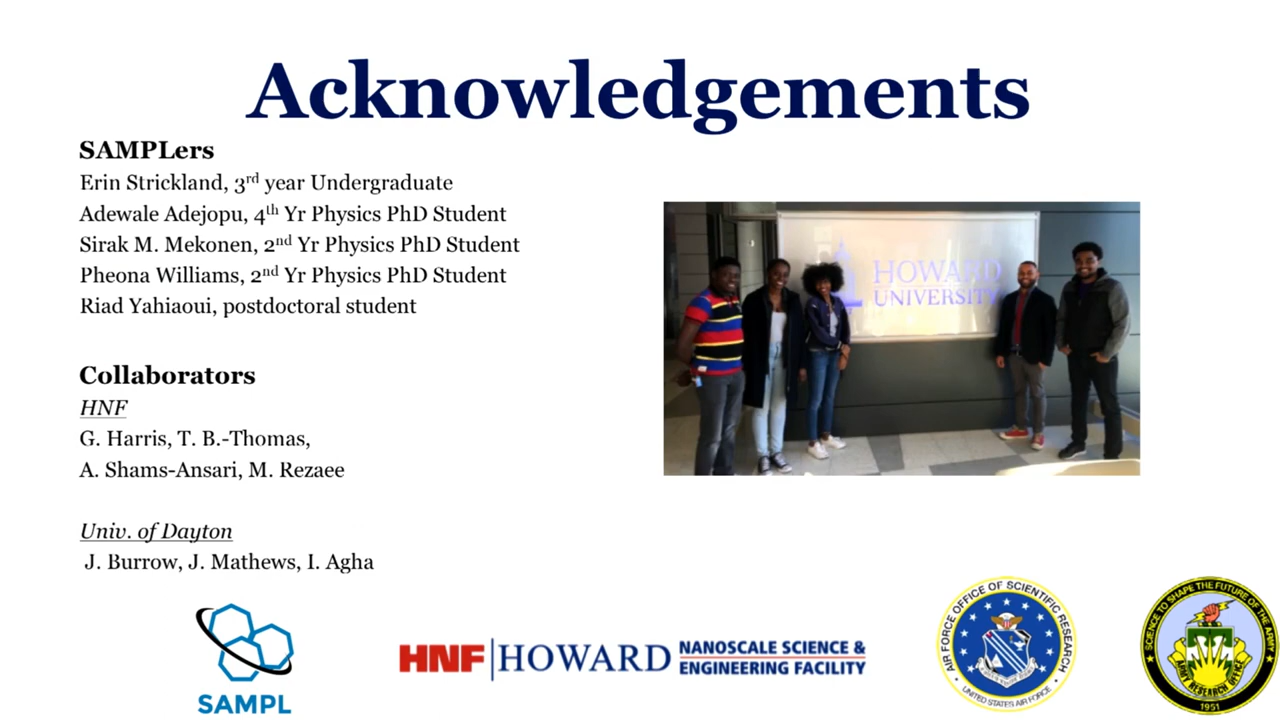 Acknowledgements
SAMPLers
Erin Strickland, 3rd year Undergraduate
Adewale Adejopu, 4th Yr Physics PhD Student
Sirak M. Mekonen, 2nd Yr Physics PhD Student
Pheona Williams, 2nd Yr Physics PhD Student
Riad Yahiaoui, postdoctoral student
Collaborators
HNF
G. Harris, T. B.-Thomas,
A. Shams-Ansari, M. Rezaee
Univ. of Dayton
J. Burrow, J. Mathews, I. Agha
HOWARD
UNIVERSITY
SAMPL
HNF HOWARD NANOSCALE SCIENCE &
ENGINEERING FACILITY
AIR FORCE OFFICE OF SCIENTIFIC RESEARCH
UNITED STATES AIR FORCE
SCIENCE TO SHAPE THE FUTURE OF THE ARMY
ARMY RESEARCH OFFICE
1951